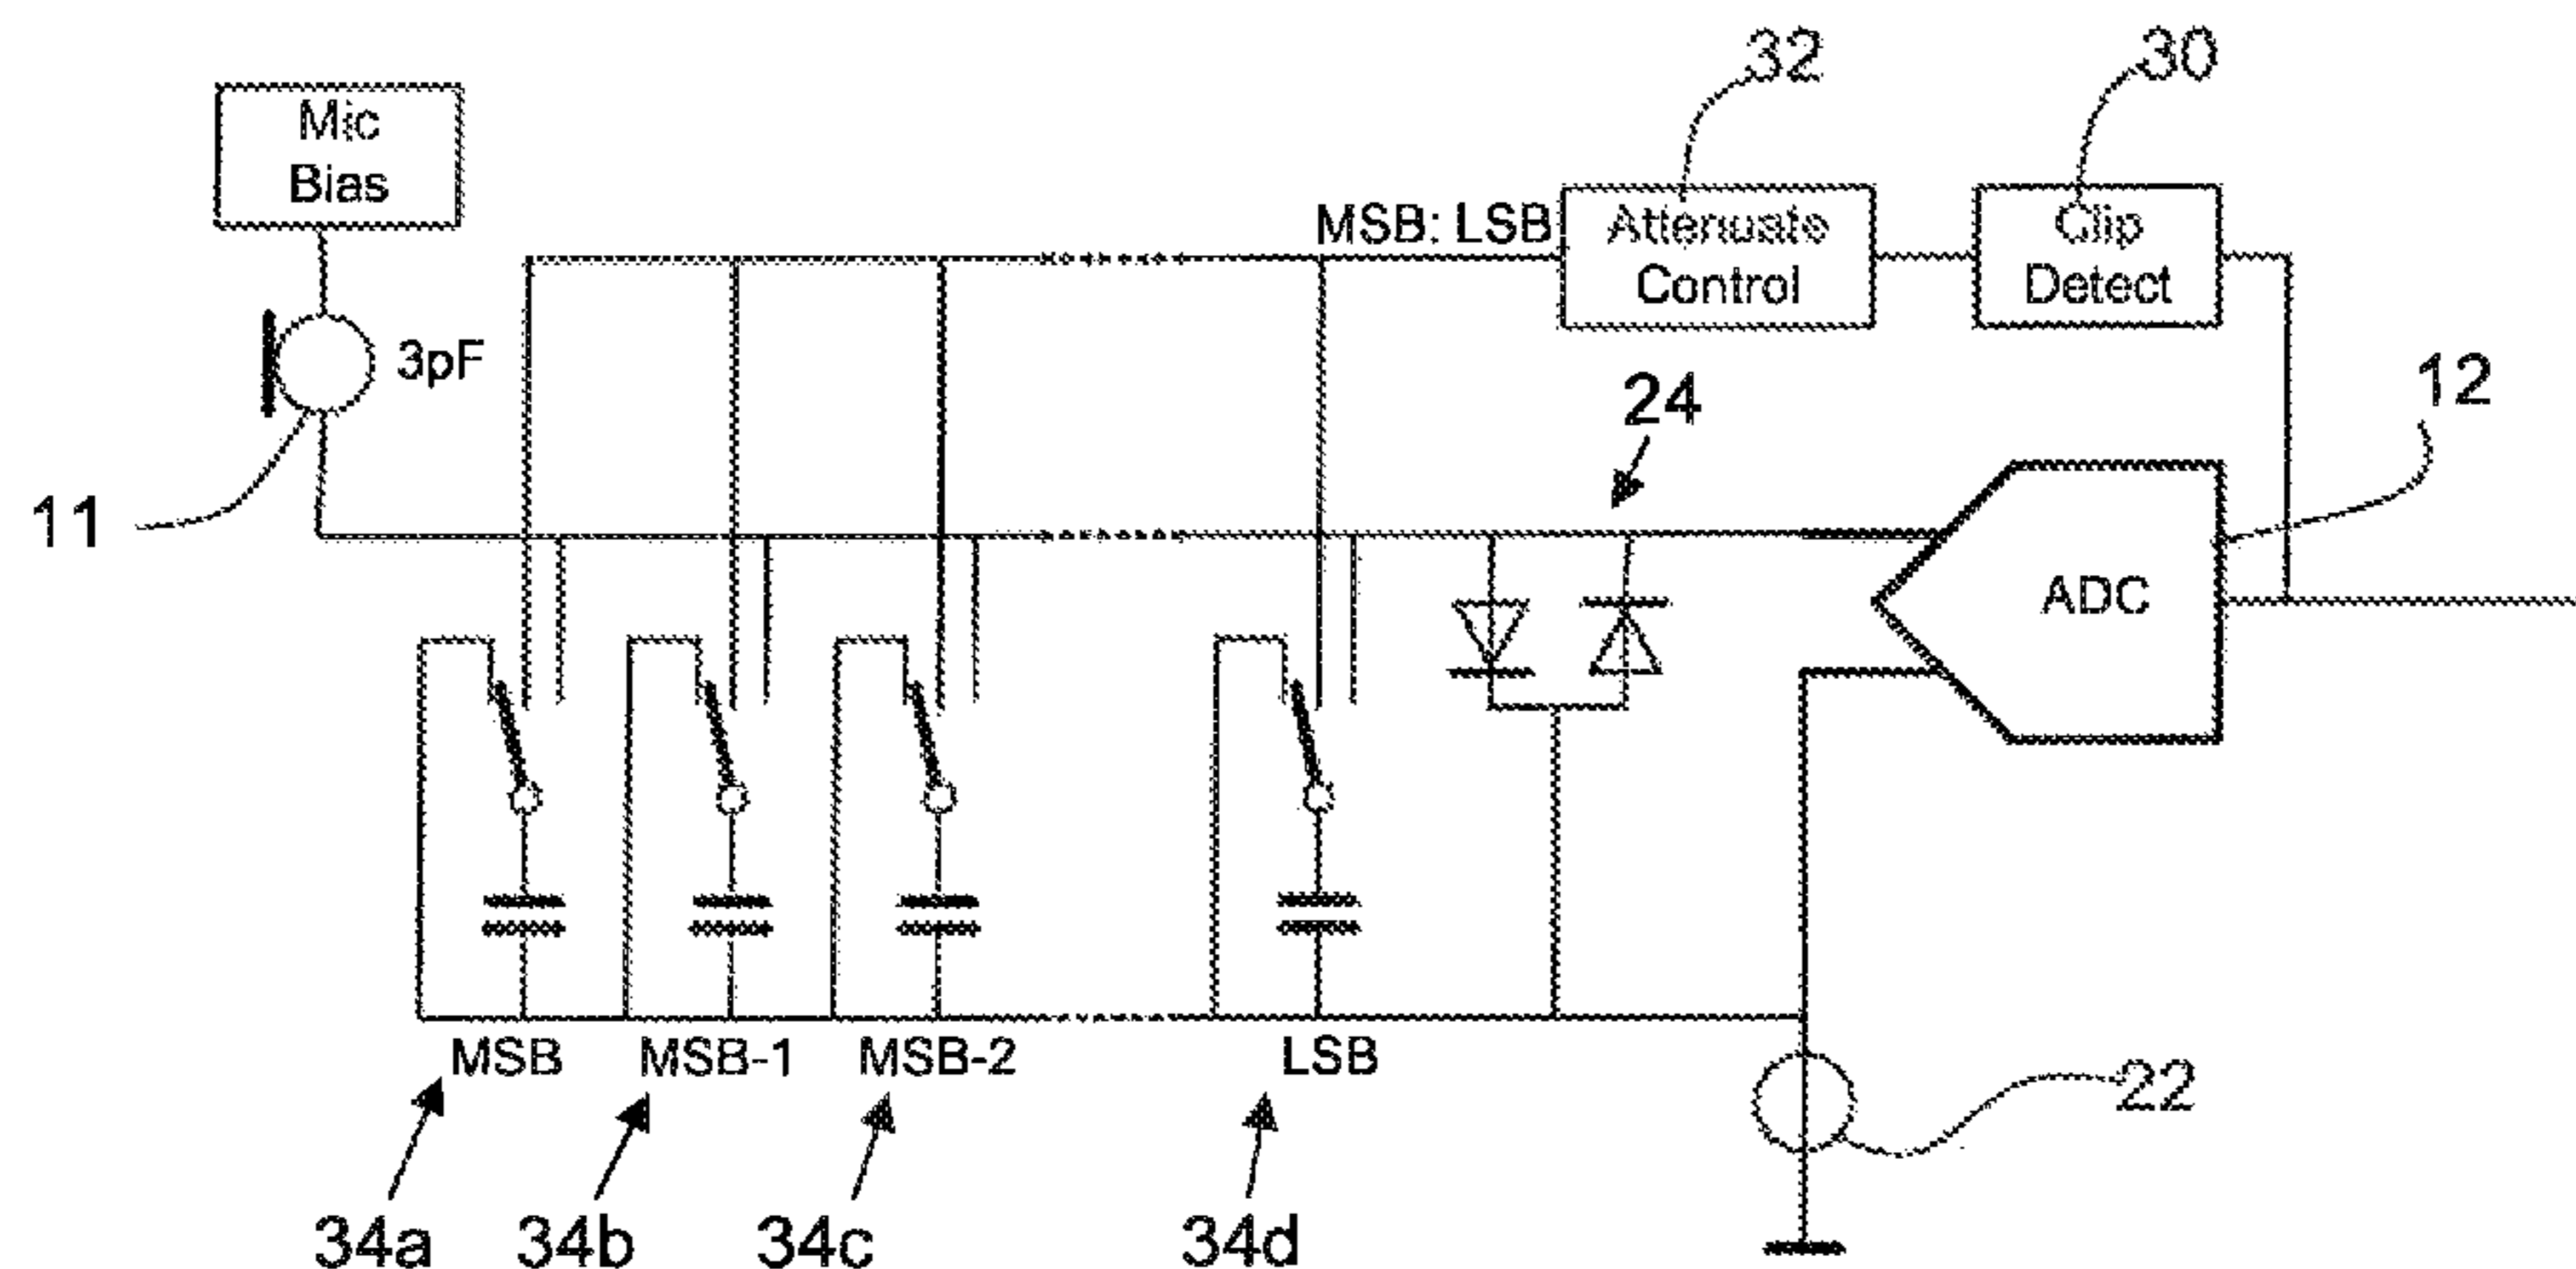 32
30
Mic
Bias
MSB: LSB
Attenuate
Control
Clip
Detect
3pF
24
12
11
ADC
MSB
MSB-1
MSB-2
LSB
22
34a
34b
34c
34d